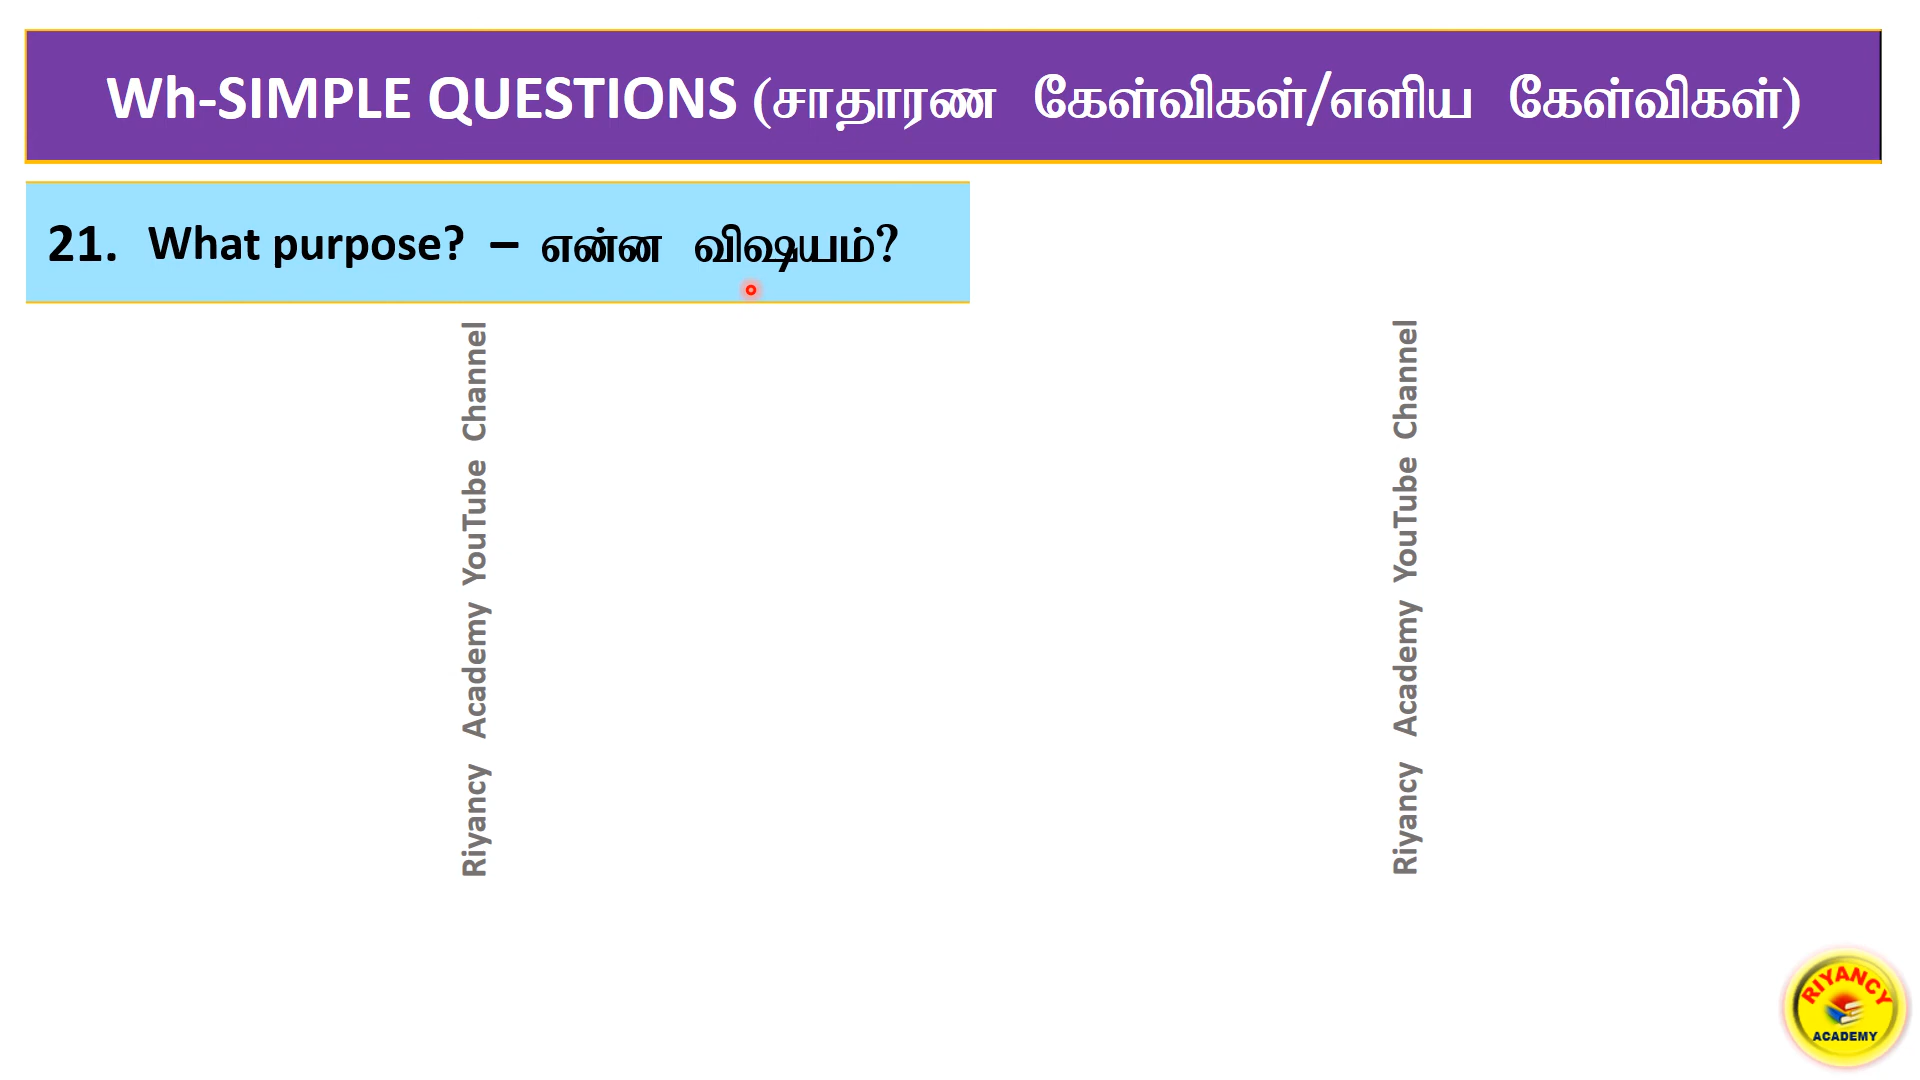 Wh-SIMPLE QUESTIONS (சாதாரண கேள்விகள்/எளிய கேள்விகள்)
21. What purpose? – என்ன விஷயம்?
Riyancy Academy YouTube Channel
Riyancy Academy YouTube Channel
RIYANCY
ACADEMY